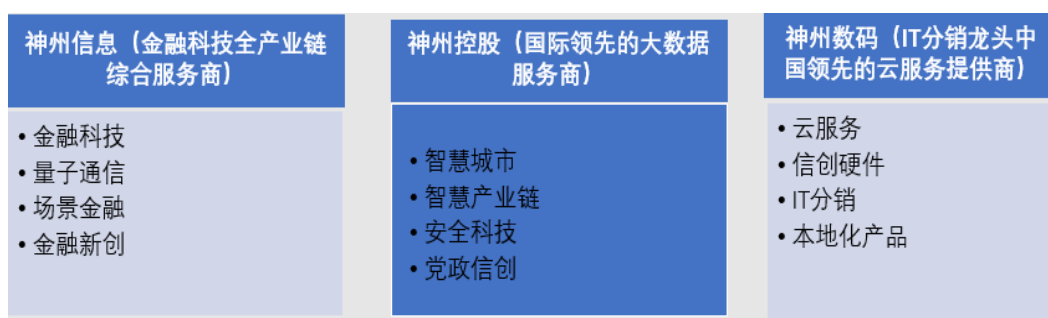 神州信息（金融科技全产业链
综合服务商）
• 金融科技
• 量子通信
• 场景金融
• 金融新创
神州控股（国际领先的大数据
服务商）
• 智慧城市
• 智慧产业链
• 安全科技
• 党政信创
神州数码（IT分销龙头中
国领先的云服务提供商）
• 云服务
• 信创硬件
• IT分销
• 本地化产品